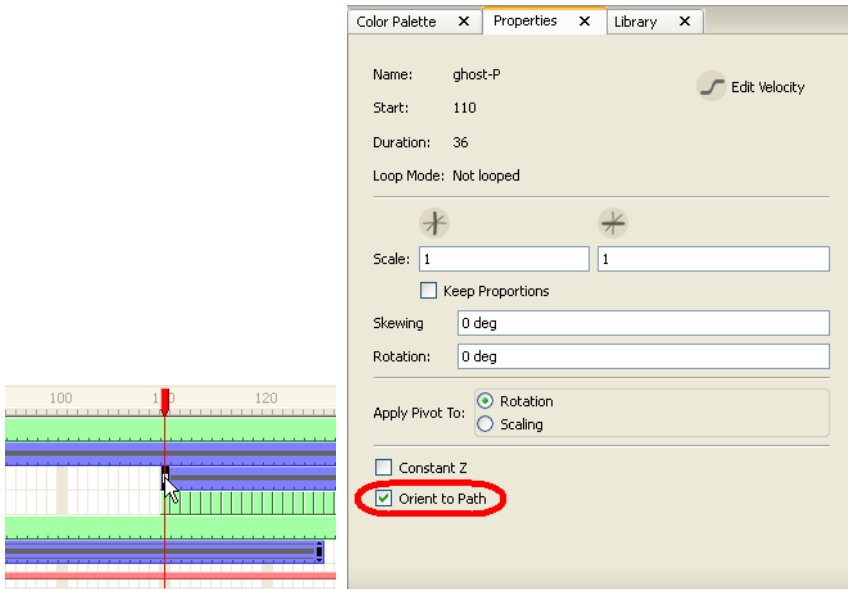 Color Palette X Properties X Library X
Name: ghost-P
Edit Velocity
Start: 110
Duration: 36
Loop Mode: Not looped
Scale: 1 1
Keep Proportions
Skewing 0 deg
Rotation: 0 deg
Apply Pivot To: Rotation
Scaling
Constant Z
Orient to Path
100 120